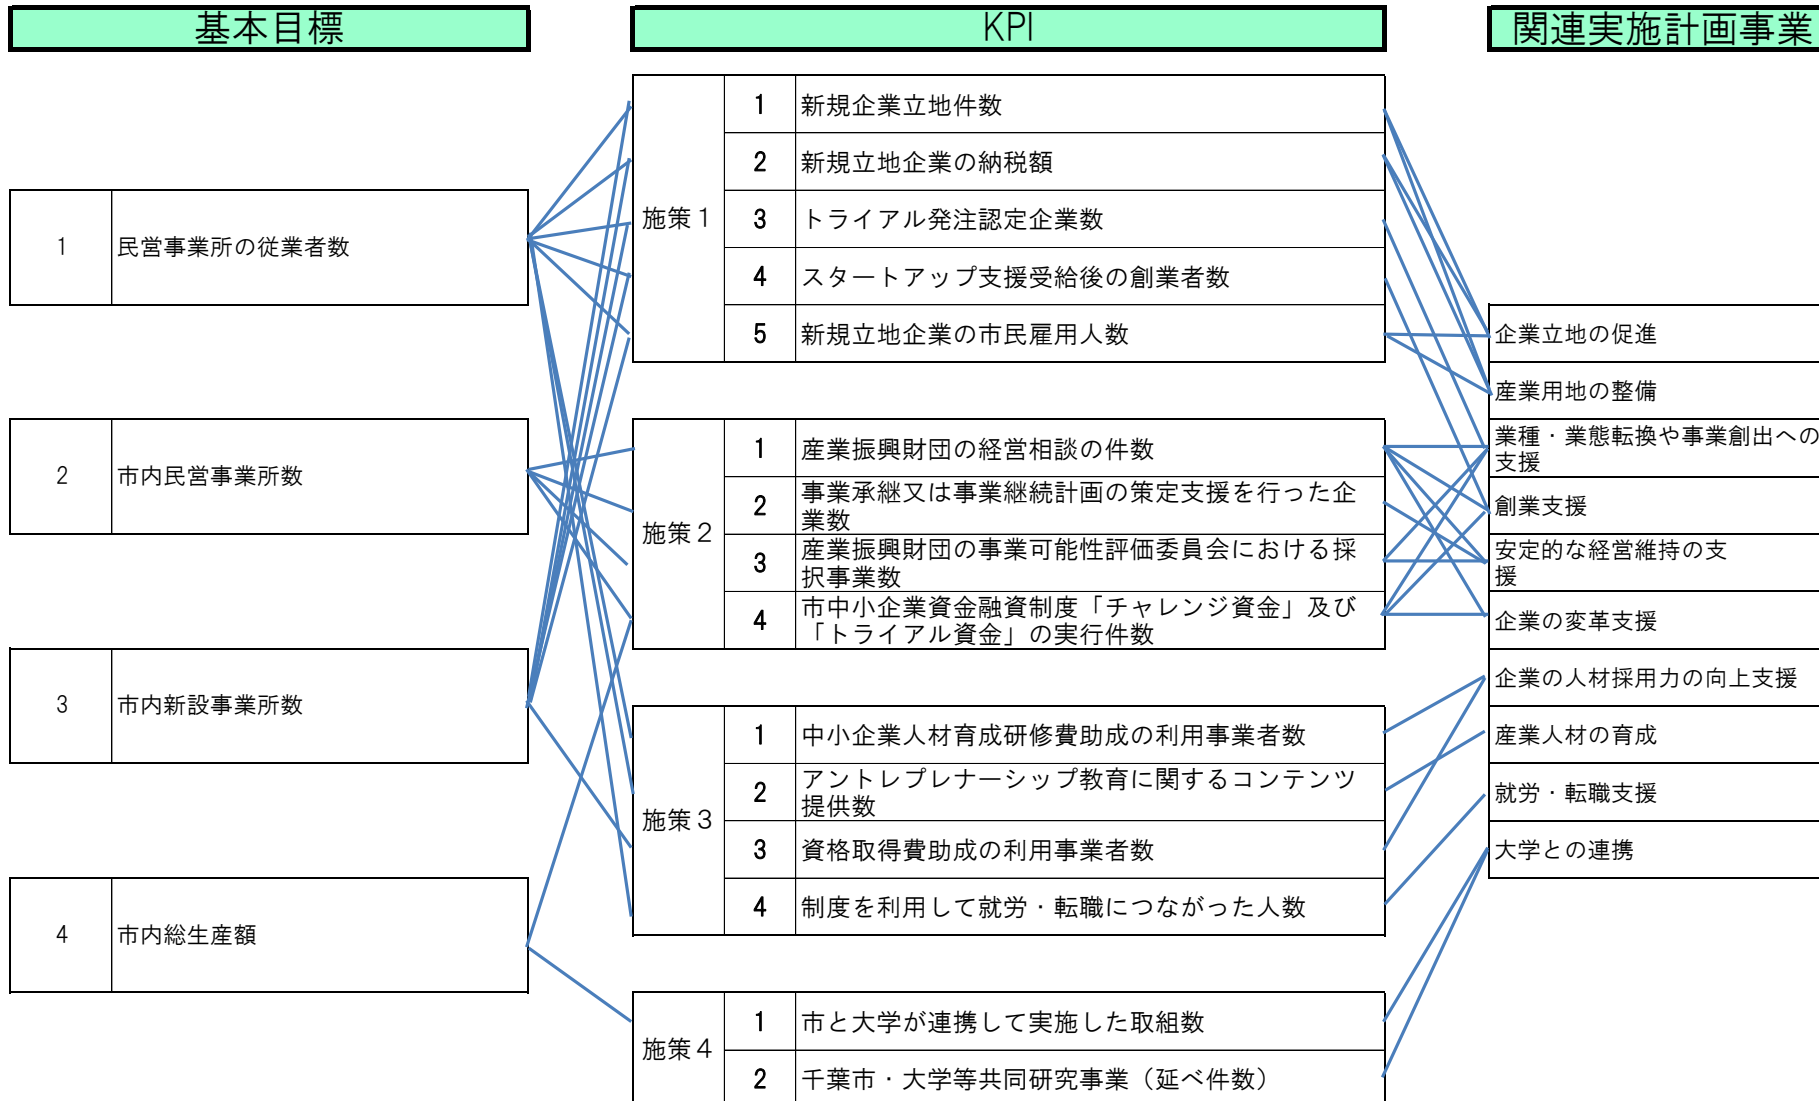 基本目標
KPI
関連実施計画事業
1
民営事業所の従業者数
2
市内民営事業所数
3
市内新設事業所数
4
市内総生産額
施策１
1
新規企業立地件数
2
新規立地企業の納税額
3
トライアル発注認定企業数
4
スタートアップ支援受給後の創業者数
5
新規立地企業の市民雇用人数
施策２
1
産業振興財団の経営相談の件数
2
事業承継又は事業継続計画の策定支援を行った企
業数
3
産業振興財団の事業可能性評価委員会における採
択事業数
4
市中小企業資金融資制度「チャレンジ資金」及び
「トライアル資金」の実行件数
施策３
1
中小企業人材育成研修費助成の利用事業者数
2
アントレプレナーシップ教育に関するコンテンツ
提供数
3
資格取得費助成の利用事業者数
4
制度を利用して就労・転職につながった人数
施策４
1
市と大学が連携して実施した取組数
2
千葉市・大学等共同研究事業（延べ件数）
企業立地の促進
産業用地の整備
業種・業態転換や事業創出への
支援
創業支援
安定的な経営維持の支
援
企業の変革支援
企業の人材採用力の向上支援
産業人材の育成
就労・転職支援
大学との連携